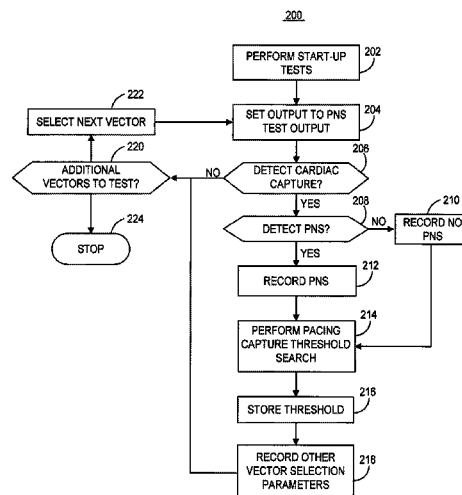 200
PERFORM START-UP
TESTS
202
222
SELECT NEXT VECTOR
SET OUTPUT TO PNS
TEST OUTPUT
204
220
ADDITIONAL
VECTORS TO TEST?
NO
206
DETECT CARDIAC
CAPTURE?
YES
224
STOP
208
DETECT PNS?
NO
210
RECORD NO
PNS
YES
212
RECORD PNS
214
PERFORM PACING
CAPTURE THRESHOLD
SEARCH
216
STORE THRESHOLD
218
RECORD OTHER
VECTOR SELECTION
PARAMETERS